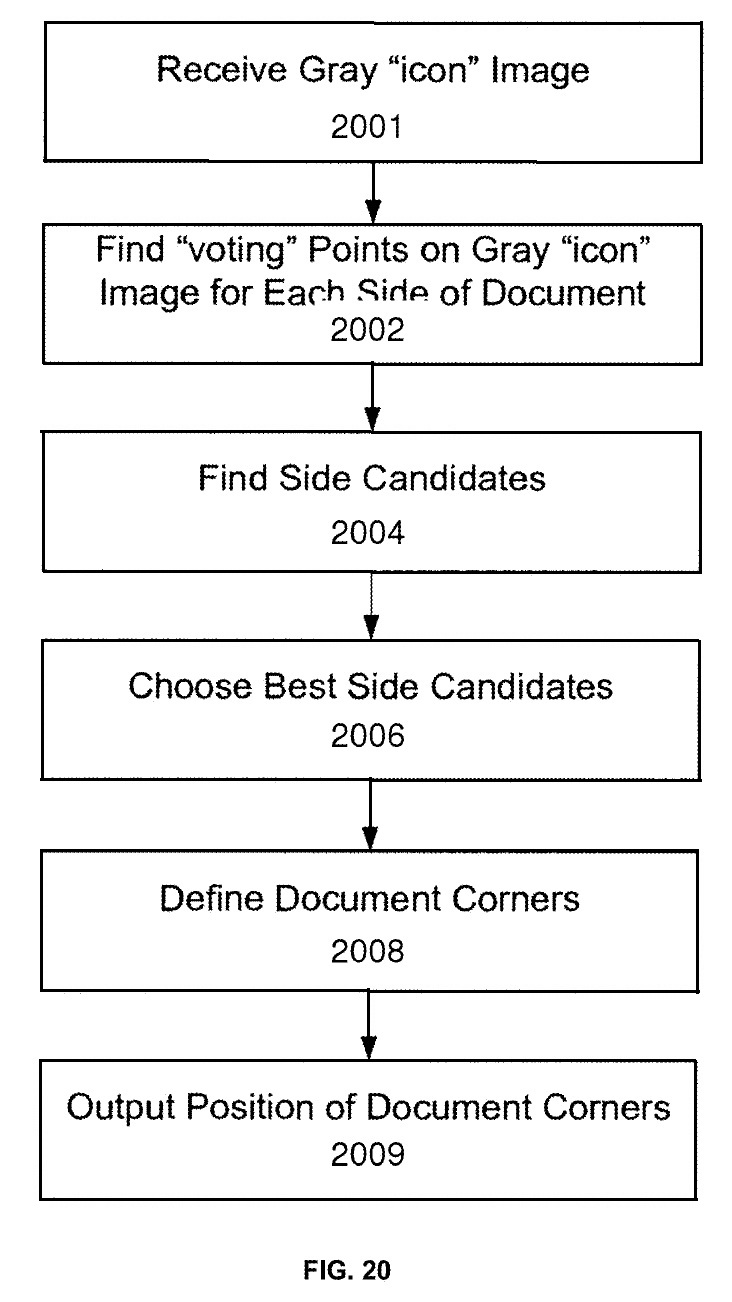 Receive Gray “icon” Image
2001
Find “voting” Points on Gray “icon”
Image for Each Side of Document
2002
Find Side Candidates
2004
Choose Best Side Candidates
2006
Define Document Corners
2008
Output Position of Document Corners
2009
FIG. 20